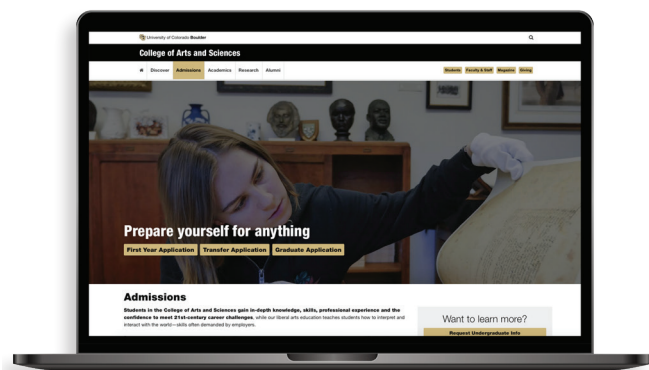 University of Colorado Boulder
College of Arts and Sciences
Discover Admissions Academics Research Alumni
Students Faculty & Staff Magazine Giving
Prepare yourself for anything
First Year Application Transfer Application Graduate Application
Admissions
Students in the College of Arts and Sciences gain in-depth knowledge, skills, professional experience and the
confidence to meet 21st-century career challenges, while our liberal arts education teaches students how to interpret and
interact with the world—skills often demanded by employers.
Want to learn more?
Request Undergraduate Info